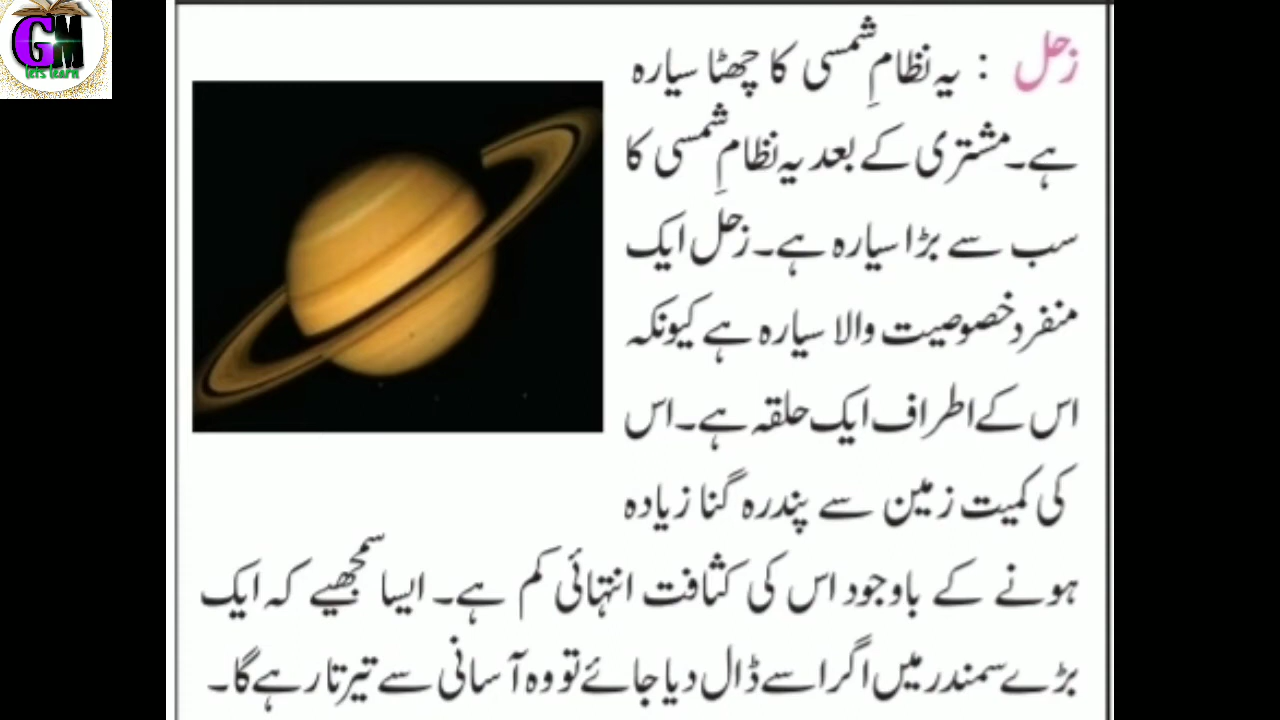 GM
lets learn
زحل : یہ نظامِ شمسی کا چھٹا سیارہ
ہے۔ مشتری کے بعد یہ نظامِ شمسی کا
سب سے بڑا سیارہ ہے۔ زحل ایک
منفرد خصوصیت والا سیارہ ہے کیونکہ
اس کے اطراف ایک حلقہ ہے۔ اس
کی کمیت زمین سے پندرہ گنا زیادہ
ہونے کے باوجود اس کی کثافت انتہائی کم ہے۔ ایسا سمجھیے کہ ایک
بڑے سمندر میں اگر اسے ڈال دیا جائے تو وہ آسانی سے تیرتا رہے گا۔